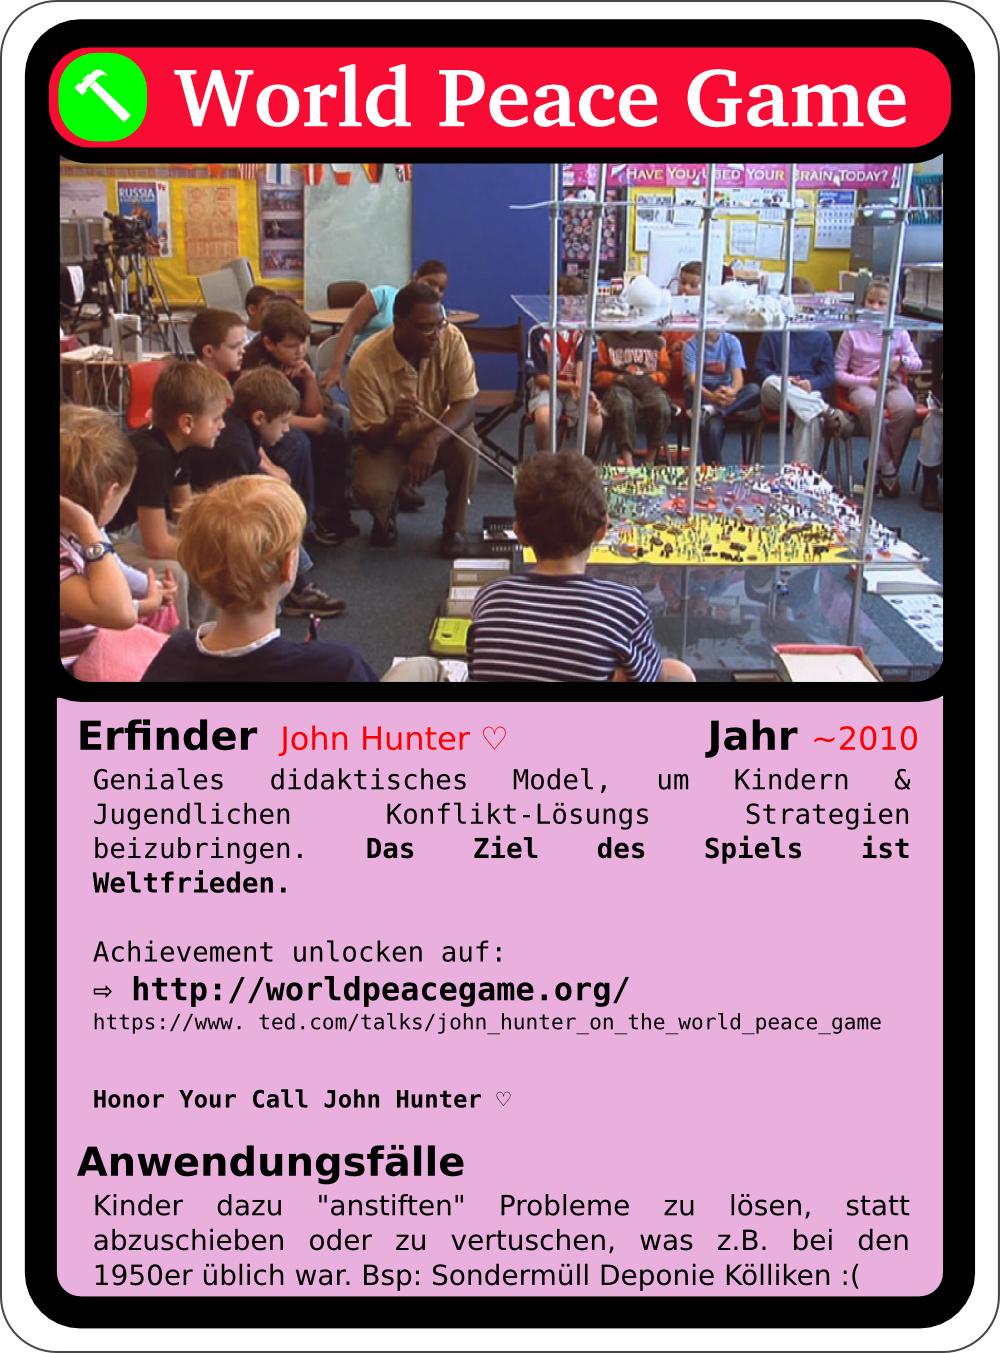 World Peace Game
RUSSIA
HAVE YOU USED YOUR BRAIN TODAY?
BROWNS
Erfinder John Hunter ♡ Jahr ~2010
Geniales didaktisches Model, um Kindern &
Jugendlichen Konflikt-Lösungs Strategien
beizubringen. Das Ziel des Spiels ist
Weltfrieden.
Achievement unlocken auf:
⇨ http://worldpeacegame.org/
https://www. ted.com/talks/john_hunter_on_the_world_peace_game
Honor Your Call John Hunter ♡
Anwendungsfälle
Kinder dazu "anstiften" Probleme zu lösen, statt
abzuschieben oder zu vertuschen, was z.B. bei den
1950er üblich war. Bsp: Sondermüll Deponie Kölliken :(